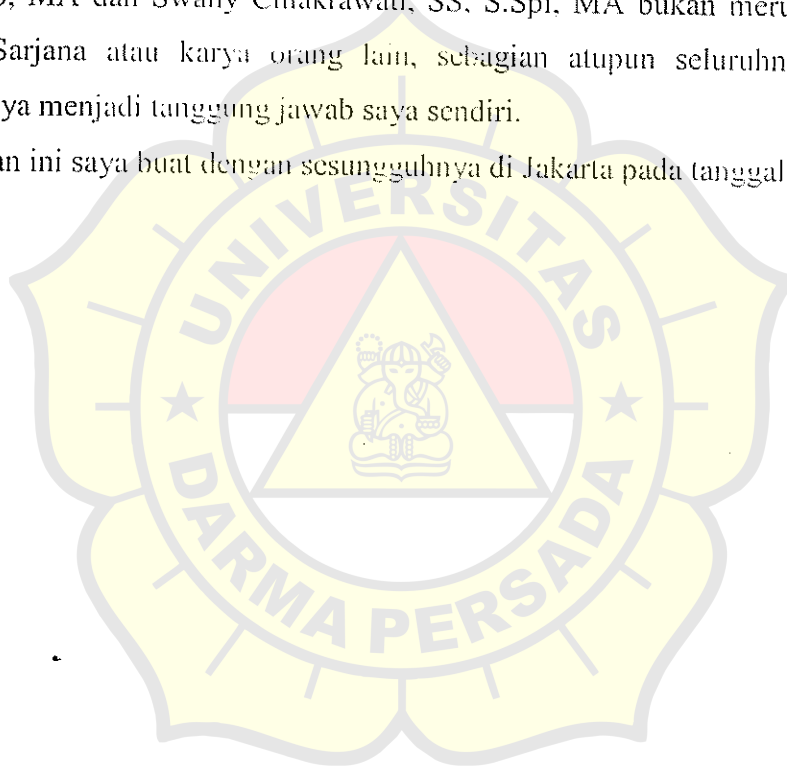 MA dan Swany Chiakrawati, SS, S.Spi, MA bukan meru
Sarjana atau karya orang lain, sebagian atupun seluruhn
ya menjadi tanggung jawab saya sendiri.
an ini saya buat dengan sesungguhnya di Jakarta pada tanggal
UNIVERSITAS
DARMA PERSADA